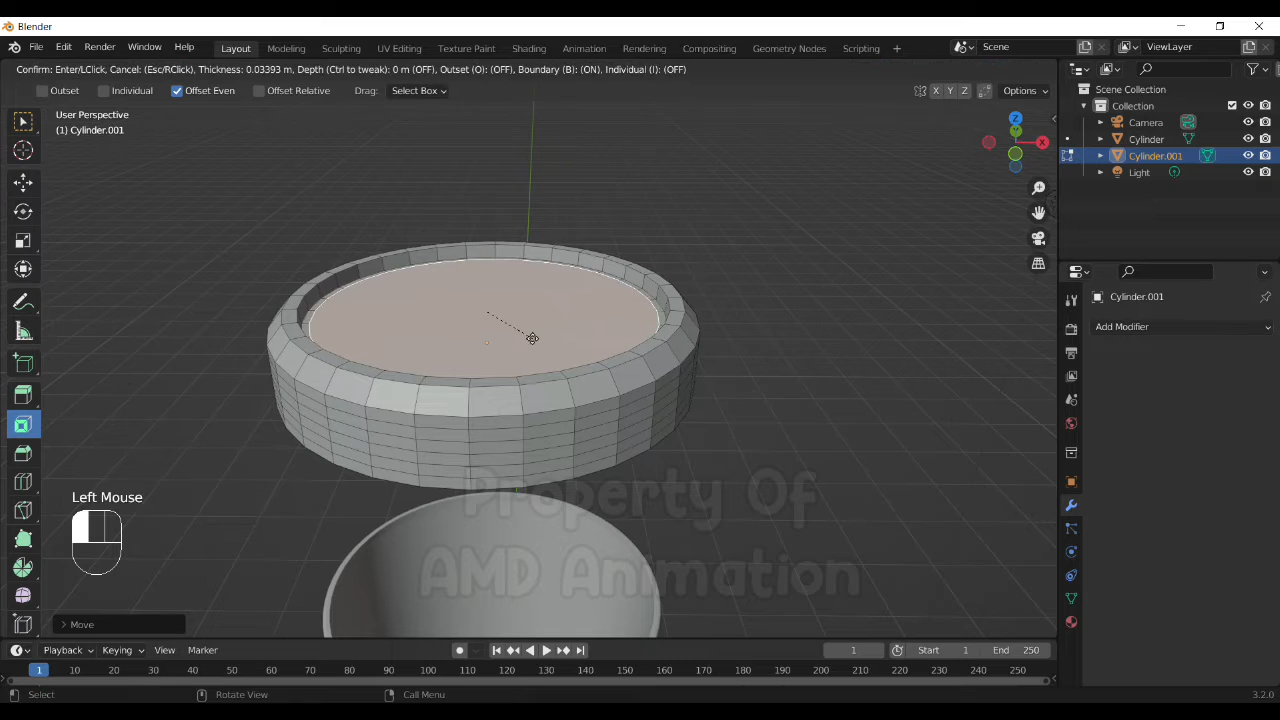 Blender
File Edit Render Window Help
Layout Modeling Sculpting UV Editing Texture Paint Shading Animation Rendering Compositing Geometry Nodes Scripting +
Scene
ViewLayer
Confirm: Enter/LClick, Cancel: (Esc/RClick), Thickness: 0.03393 m, Depth (Ctrl to tweak): 0 m (OFF), Outset (O): (OFF), Boundary (B): (ON), Individual (I): (OFF)
Outset Individual Offset Even Offset Relative Drag: Select Box
X Y Z Options
User Perspective
(1) Cylinder.001
Z
Y
X
Scene Collection
Collection
Camera
Cylinder
Cylinder.001
Light
Cylinder.001
Add Modifier
Property Of
AMD Animation
Left Mouse
> Move
Playback Keying View Marker
1 Start 1 End 250
1 10 20 30 40 50 60 70 80 90 100 110 120 130 140 150 160 170 180 190 200 210 220 230 240 250
Select Rotate View Call Menu
3.2.0